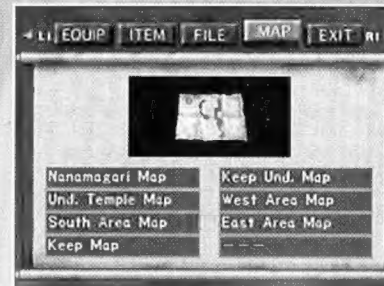 L1 EQUIP ITEM FILE MAP EXIT R1
Nanamagari Map Keep Und. Map
Und. Temple Map West Area Map
South Area Map East Area Map
Keep Map ---